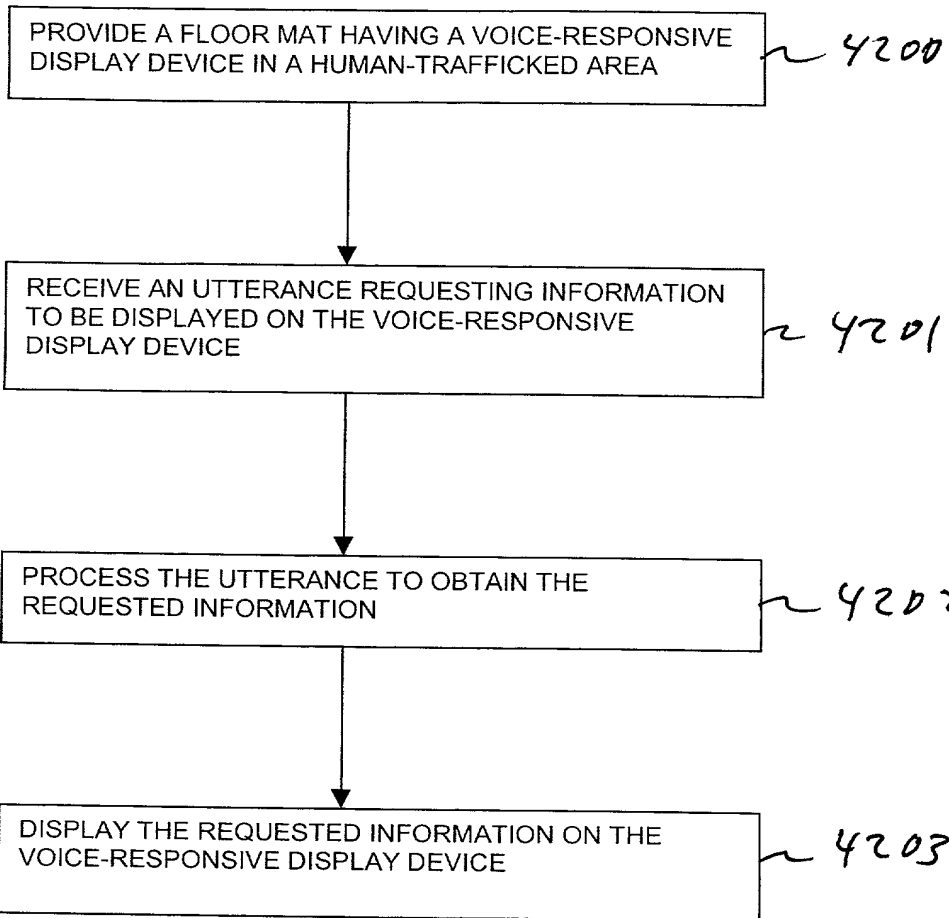 PROVIDE A FLOOR MAT HAVING A VOICE-RESPONSIVE
DISPLAY DEVICE IN A HUMAN-TRAFFICKED AREA
4200
RECEIVE AN UTTERANCE REQUESTING INFORMATION
TO BE DISPLAYED ON THE VOICE-RESPONSIVE
DISPLAY DEVICE
4201
PROCESS THE UTTERANCE TO OBTAIN THE
REQUESTED INFORMATION
4202
DISPLAY THE REQUESTED INFORMATION ON THE
VOICE-RESPONSIVE DISPLAY DEVICE
4203